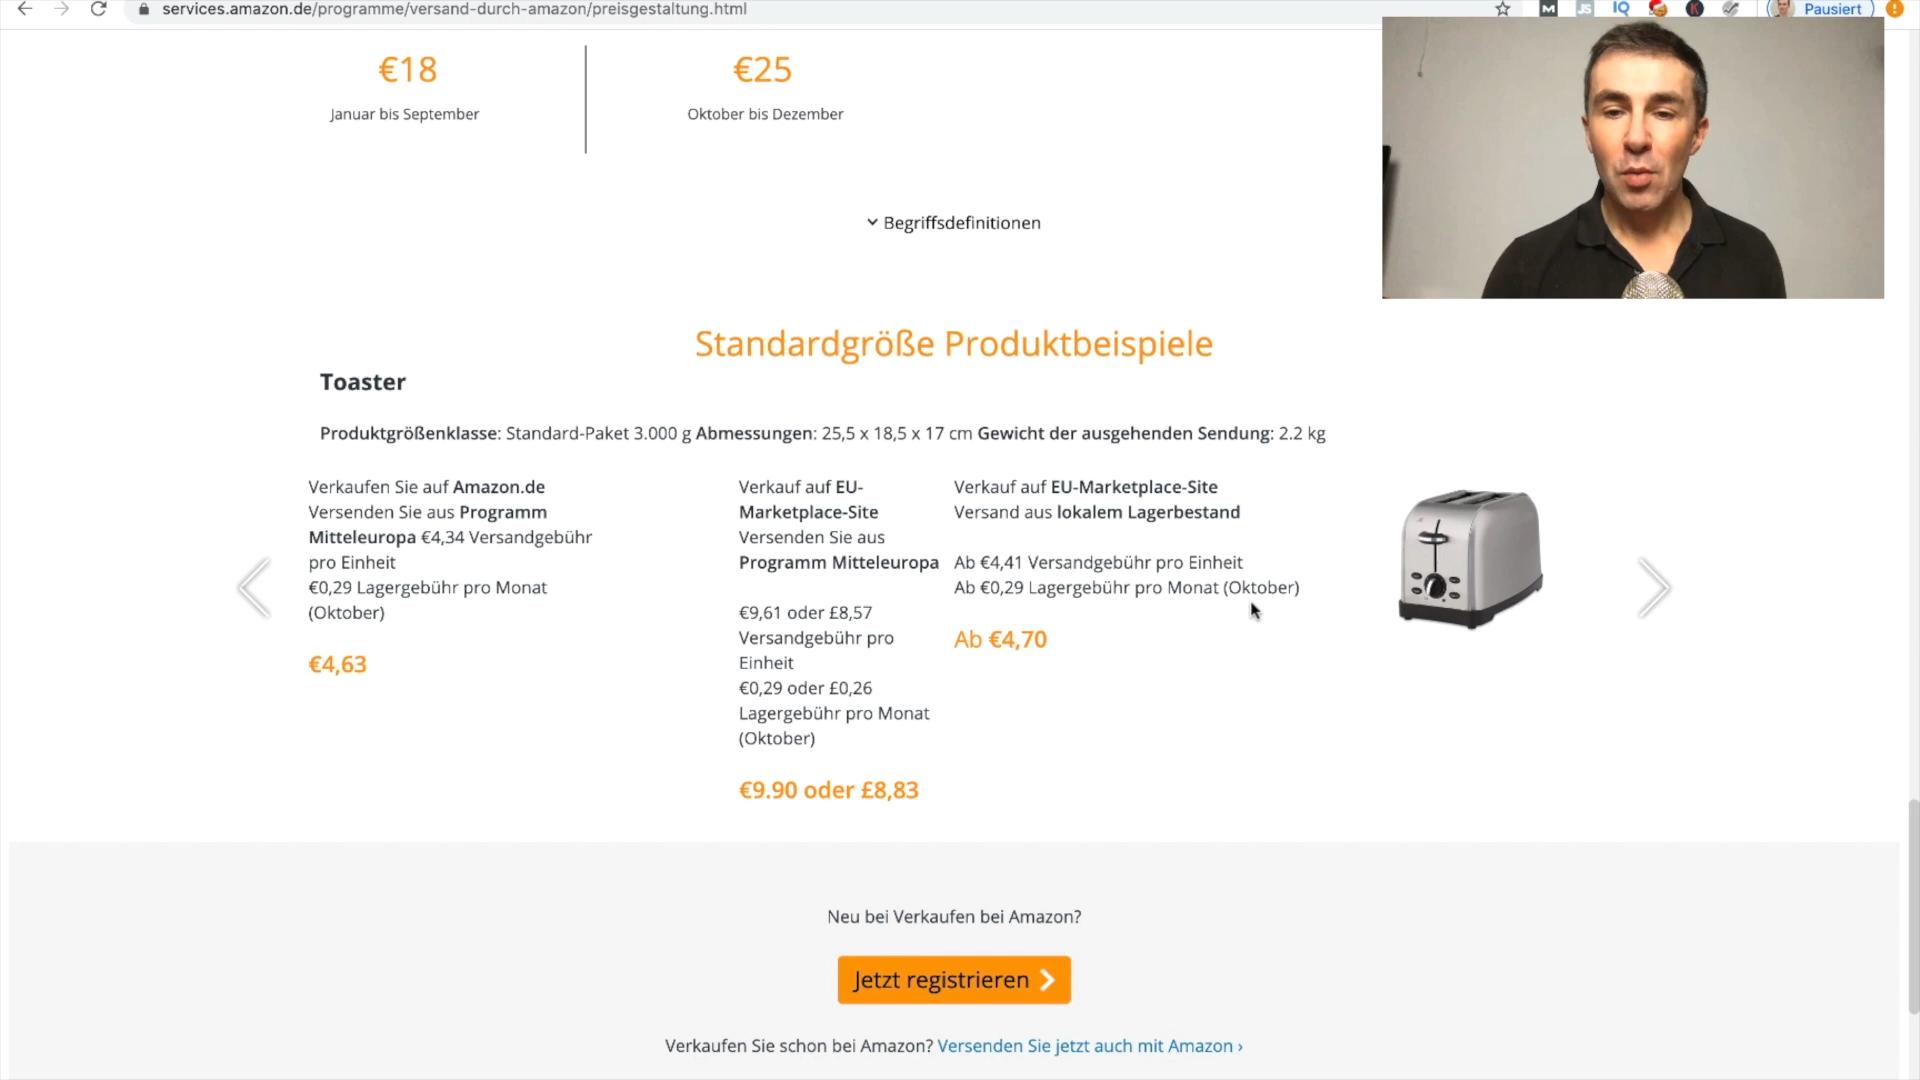 services.amazon.de/programme/versand-durch-amazon/preisgestaltung.html
M
JS
IQ
K
Pausiert
€18
Januar bis September
€25
Oktober bis Dezember
Begriffsdefinitionen
Standardgröße Produktbeispiele
Toaster
Produktgrößenklasse: Standard-Paket 3.000 g Abmessungen: 25,5 x 18,5 x 17 cm Gewicht der ausgehenden Sendung: 2.2 kg
Verkaufen Sie auf Amazon.de
Versenden Sie aus Programm
Mitteleuropa €4,34 Versandgebühr
pro Einheit
€0,29 Lagergebühr pro Monat
(Oktober)
€4,63
Verkauf auf EU-
Marketplace-Site
Versenden Sie aus
Programm Mitteleuropa
€9,61 oder £8,57
Versandgebühr pro
Einheit
€0,29 oder £0,26
Lagergebühr pro Monat
(Oktober)
€9.90 oder £8,83
Verkauf auf EU-Marketplace-Site
Versand aus lokalem Lagerbestand
Ab €4,41 Versandgebühr pro Einheit
Ab €0,29 Lagergebühr pro Monat (Oktober)
Ab €4,70
Neu bei Verkaufen bei Amazon?
Jetzt registrieren
Verkaufen Sie schon bei Amazon? Versenden Sie jetzt auch mit Amazon ›